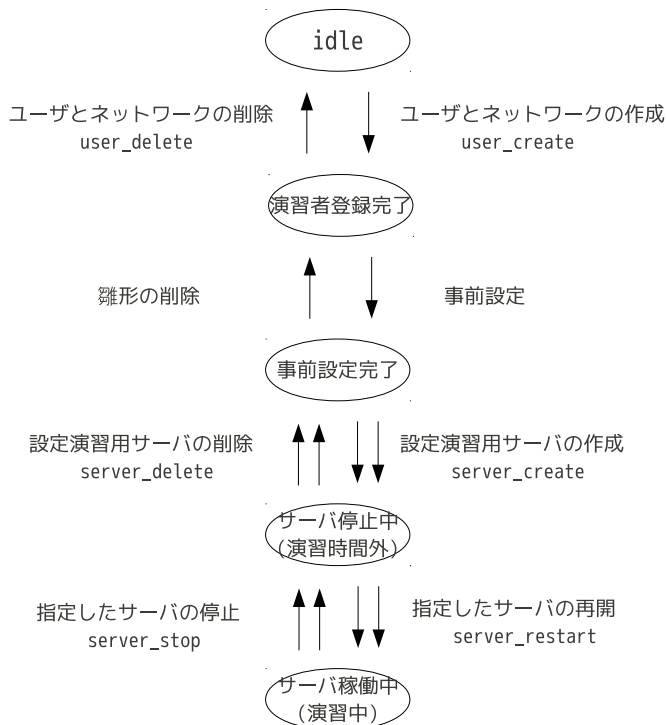 idle
ユーザとネットワークの削除
user_delete
ユーザとネットワークの作成
user_create
演習者登録完了
雛形の削除
事前設定
事前設定完了
設定演習用サーバの削除
server_delete
設定演習用サーバの作成
server_create
サーバ停止中
(演習時間外)
指定したサーバの停止
server_stop
指定したサーバの再開
server_restart
サーバ稼働中
(演習中)